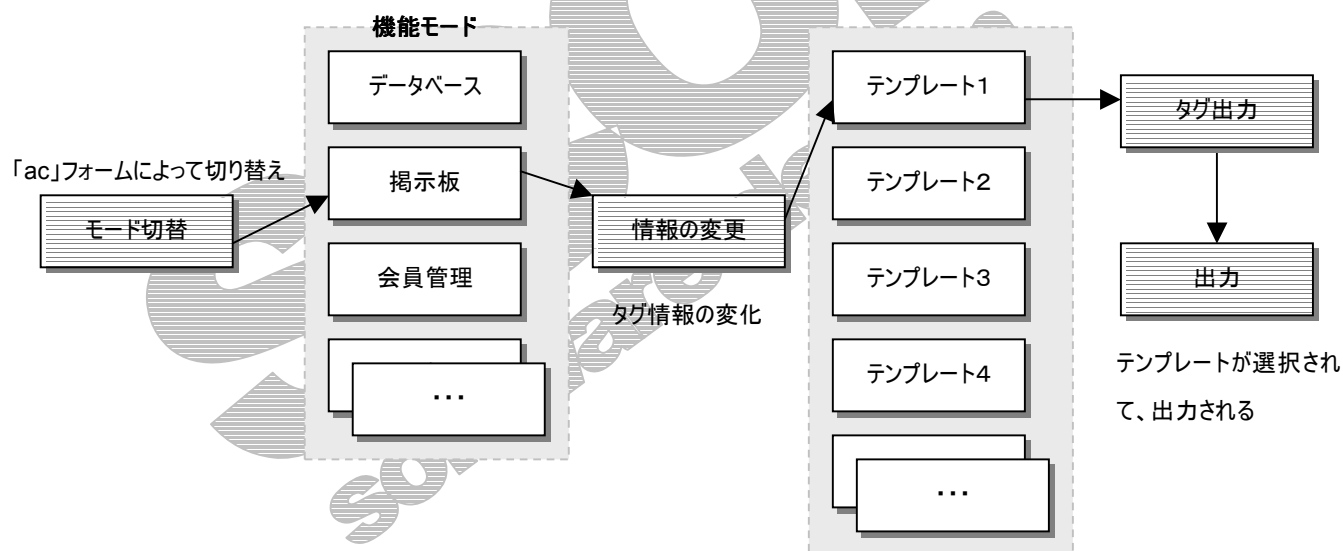 機能モード
データベース
「ac」フォームによって切り替え
モード切替
掲示板
会員管理
・・・
情報の変更
タグ情報の変化
テンプレート1
テンプレート2
テンプレート3
テンプレート4
・・・
タグ出力
出力
テンプレートが選択され
て、出力される